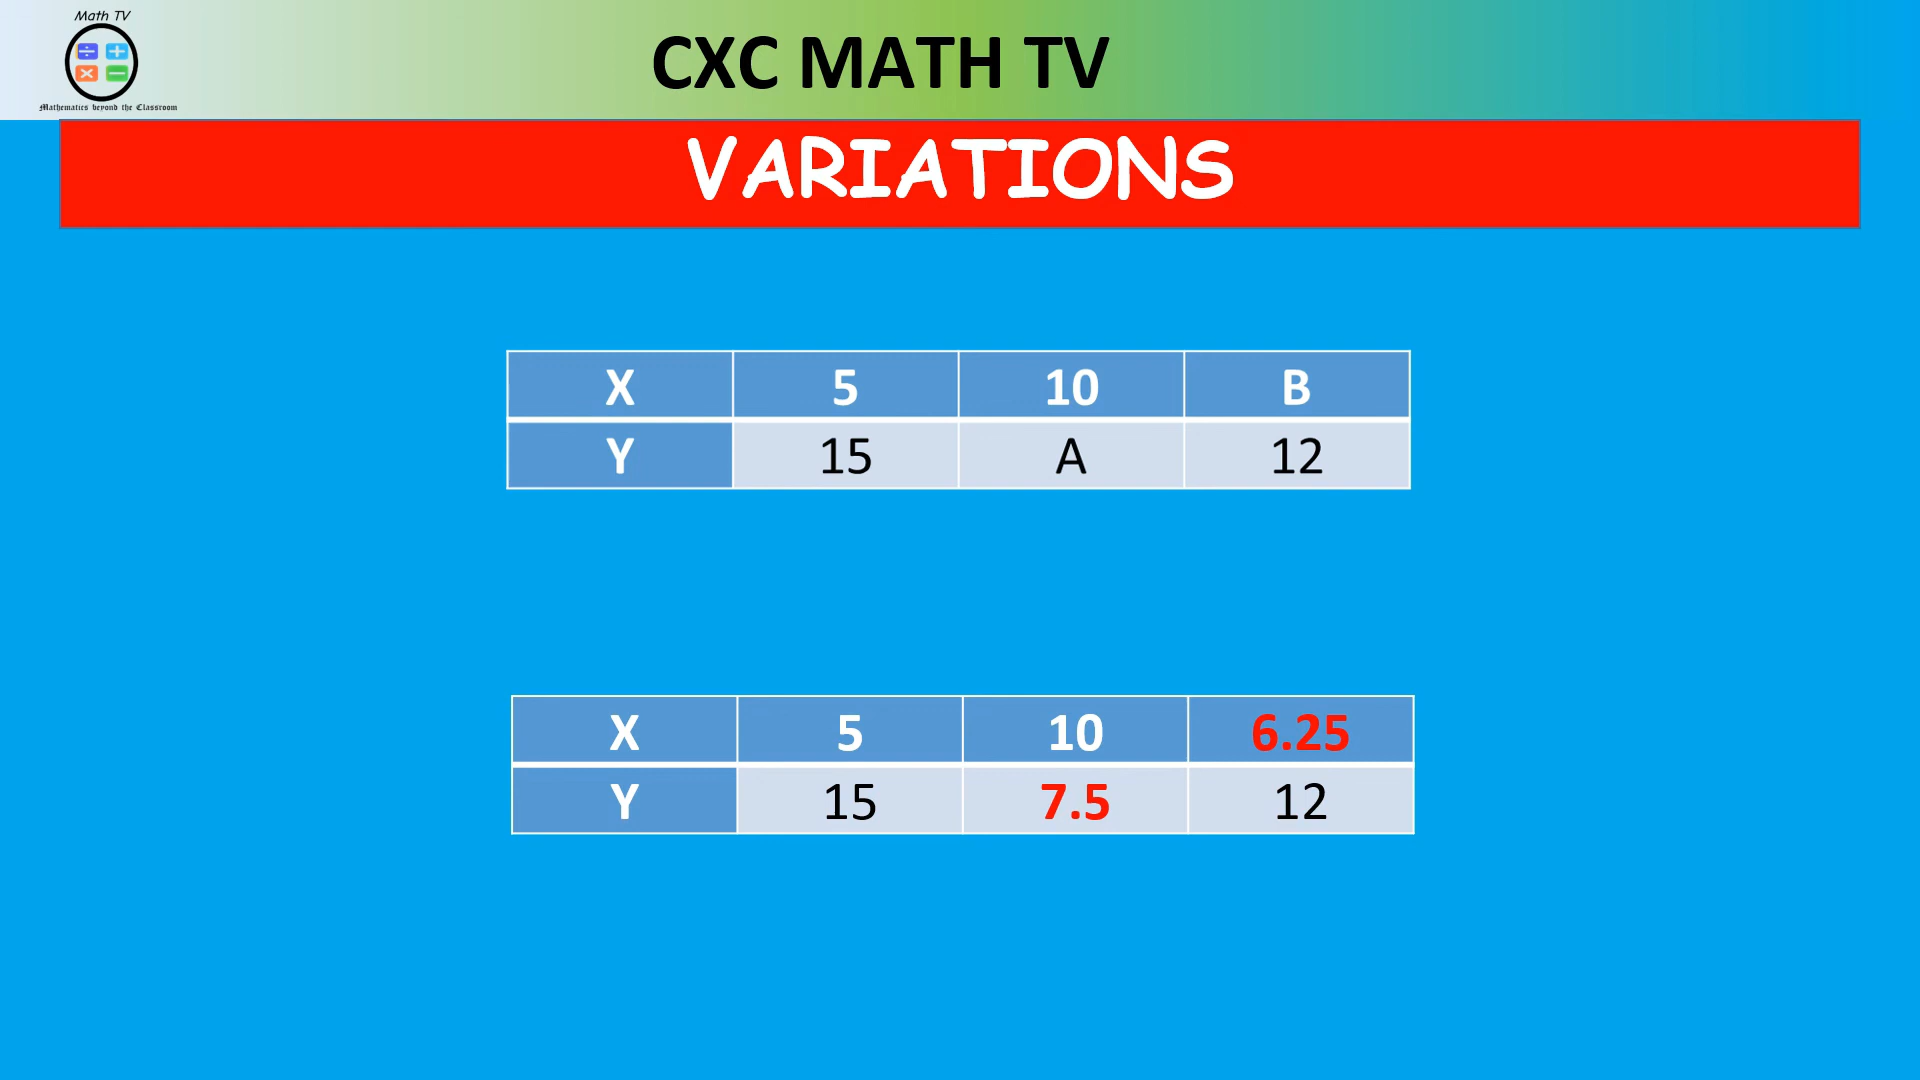 Math TV
Mathematics beyond the Classroom
CXC MATH TV
VARIATIONS
X 5 10 B
Y 15 A 12
X 5 10 6.25
Y 15 7.5 12